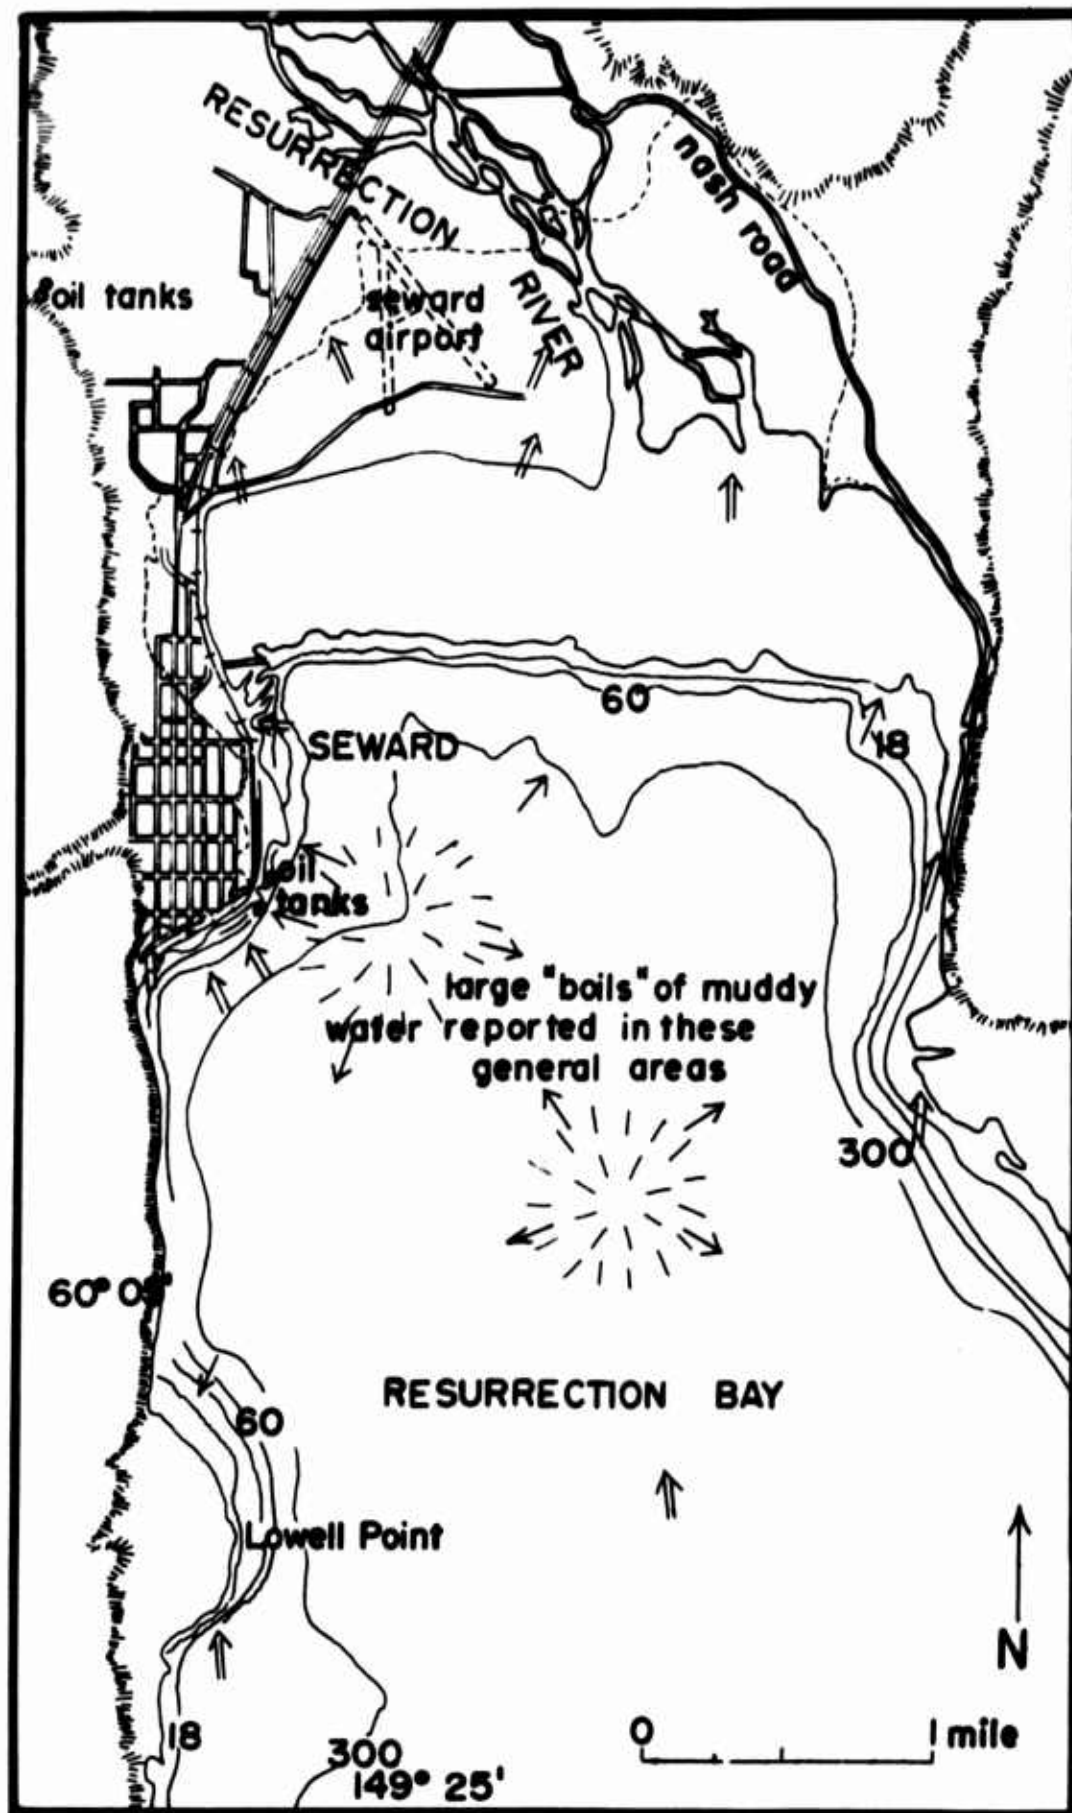 RESURRECTION
RIVER
nash road
oil tanks
seward
airport
60
18
SEWARD
oil
tanks
large "boils" of muddy
water reported in these
general areas
300
60° 05'
RESURRECTION BAY
60
Lowell Point
N
18
300
149° 25'
0 1 mile